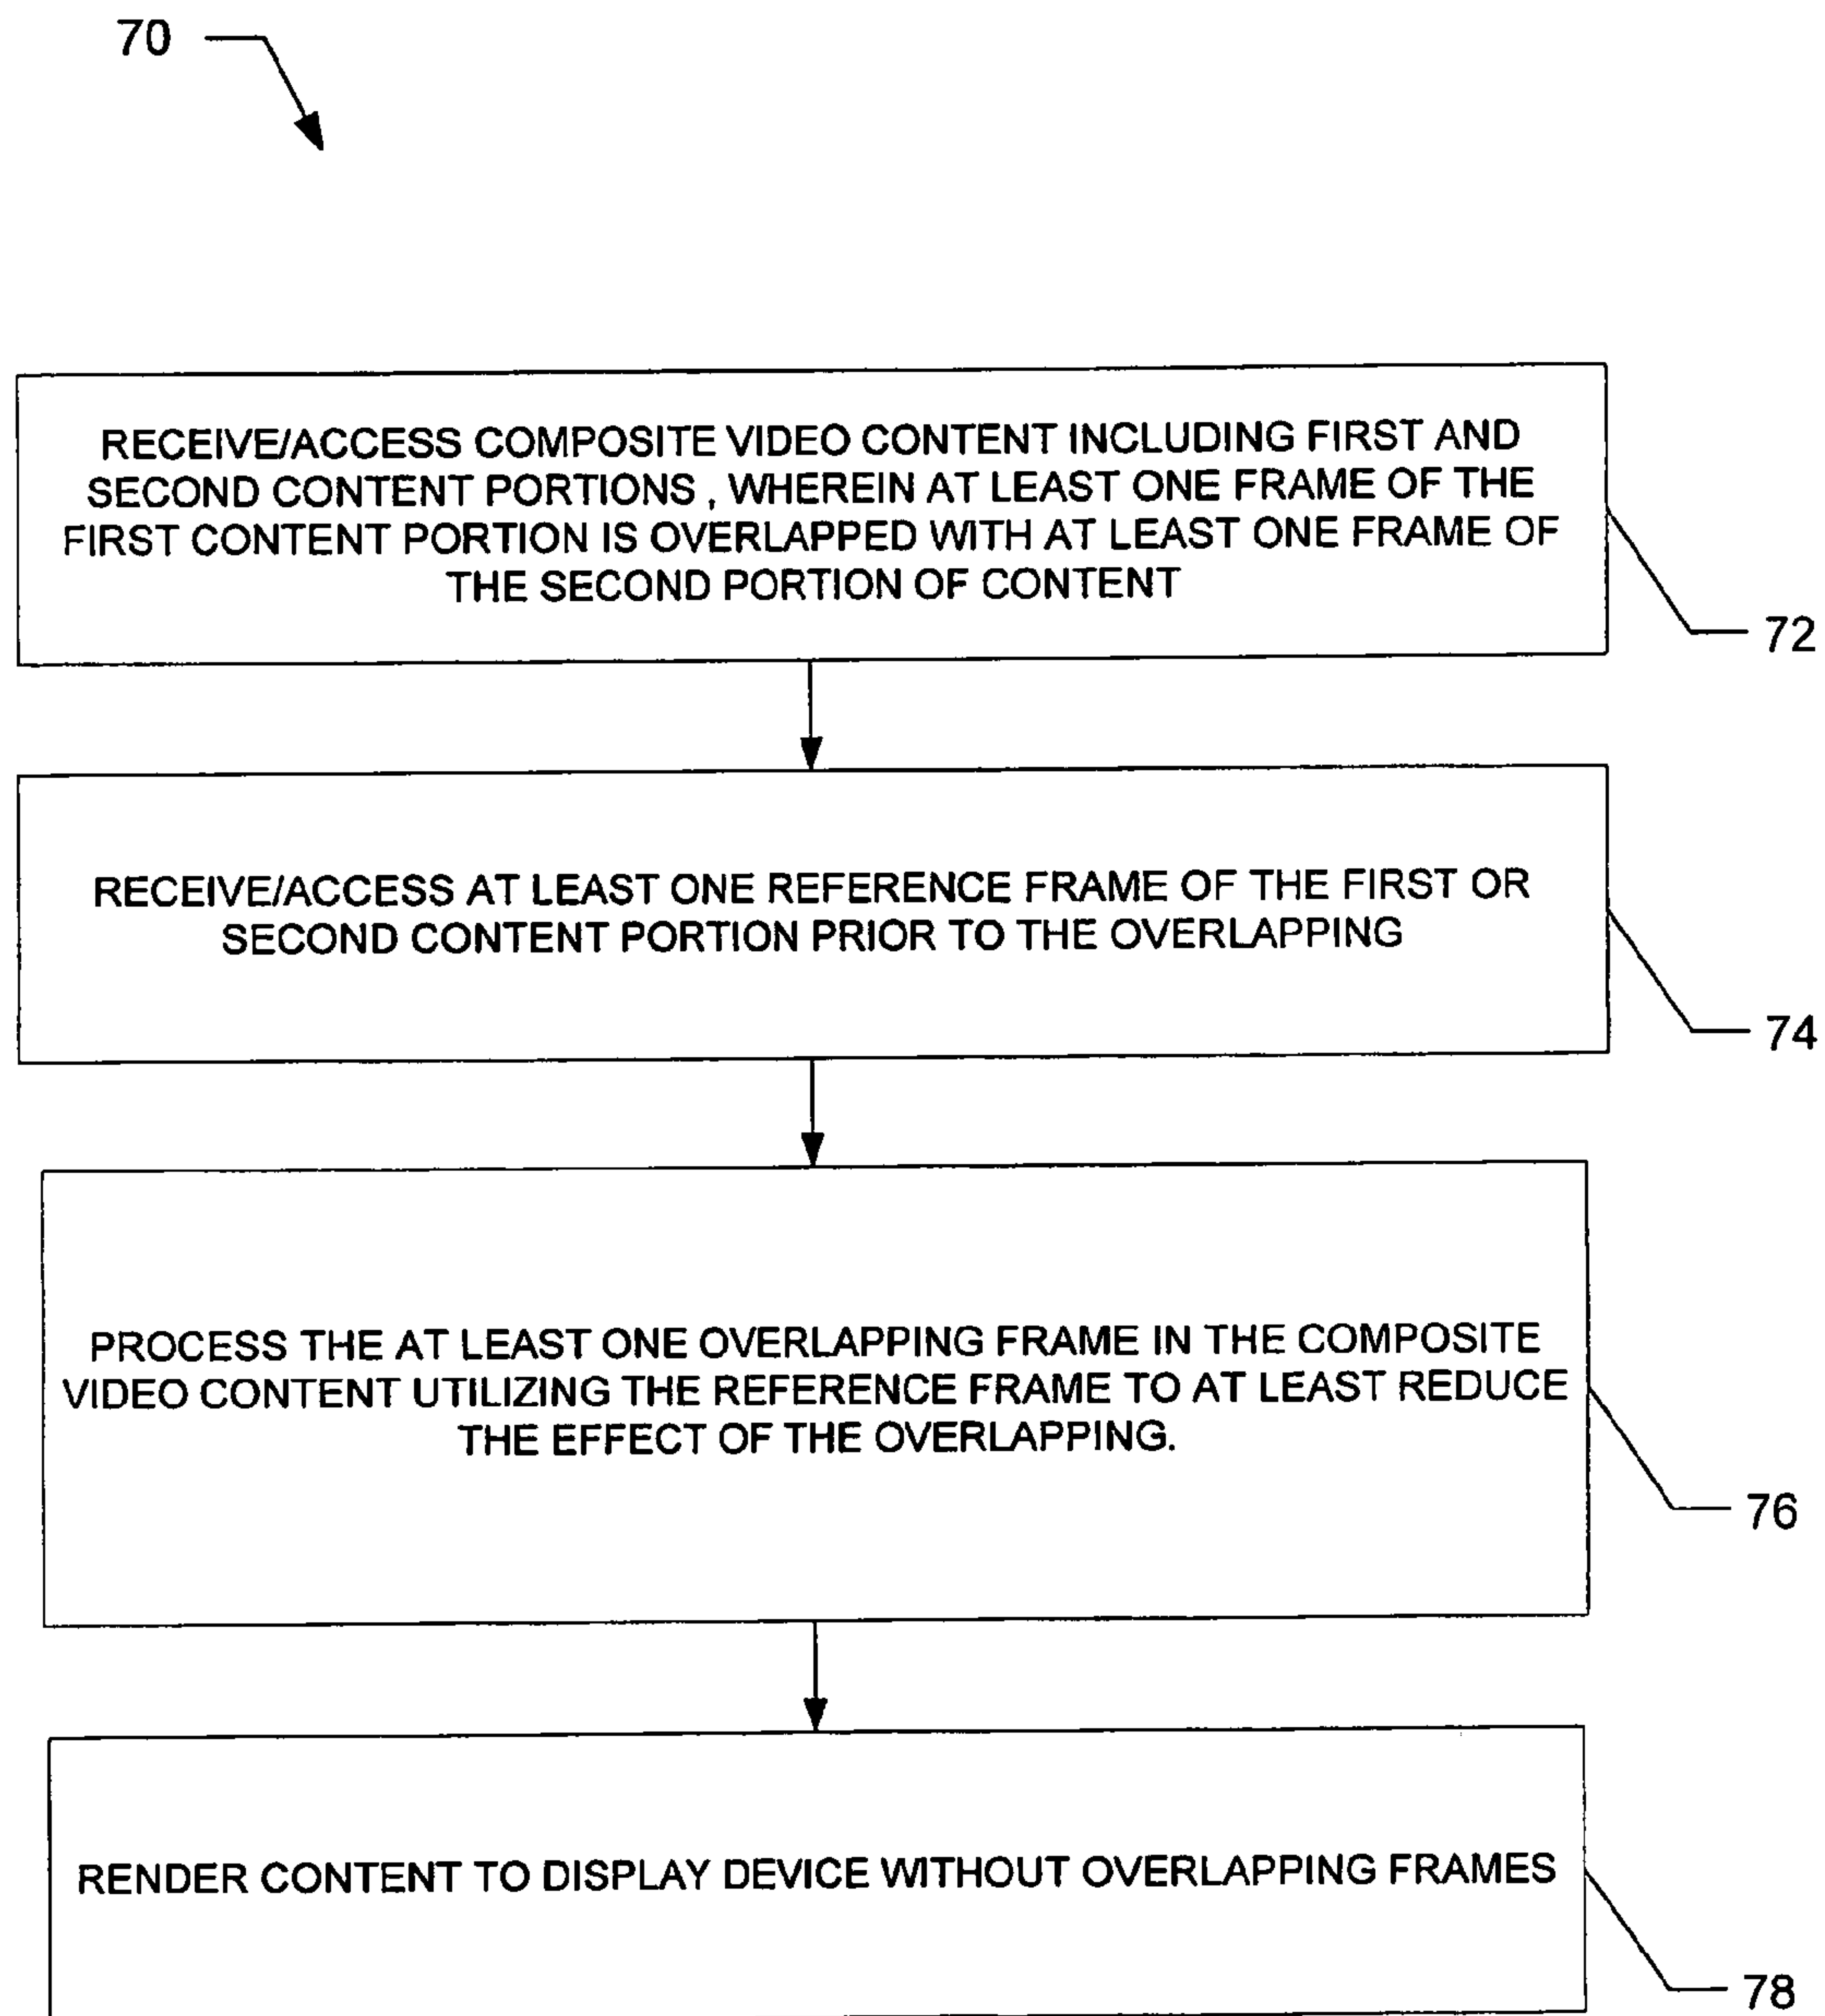 70
RECEIVE/ACCESS COMPOSITE VIDEO CONTENT INCLUDING FIRST AND
SECOND CONTENT PORTIONS , WHEREIN AT LEAST ONE FRAME OF THE
FIRST CONTENT PORTION IS OVERLAPPED WITH AT LEAST ONE FRAME OF
THE SECOND PORTION OF CONTENT
72
RECEIVE/ACCESS AT LEAST ONE REFERENCE FRAME OF THE FIRST OR
SECOND CONTENT PORTION PRIOR TO THE OVERLAPPING
74
PROCESS THE AT LEAST ONE OVERLAPPING FRAME IN THE COMPOSITE
VIDEO CONTENT UTILIZING THE REFERENCE FRAME TO AT LEAST REDUCE
THE EFFECT OF THE OVERLAPPING.
76
RENDER CONTENT TO DISPLAY DEVICE WITHOUT OVERLAPPING FRAMES
78